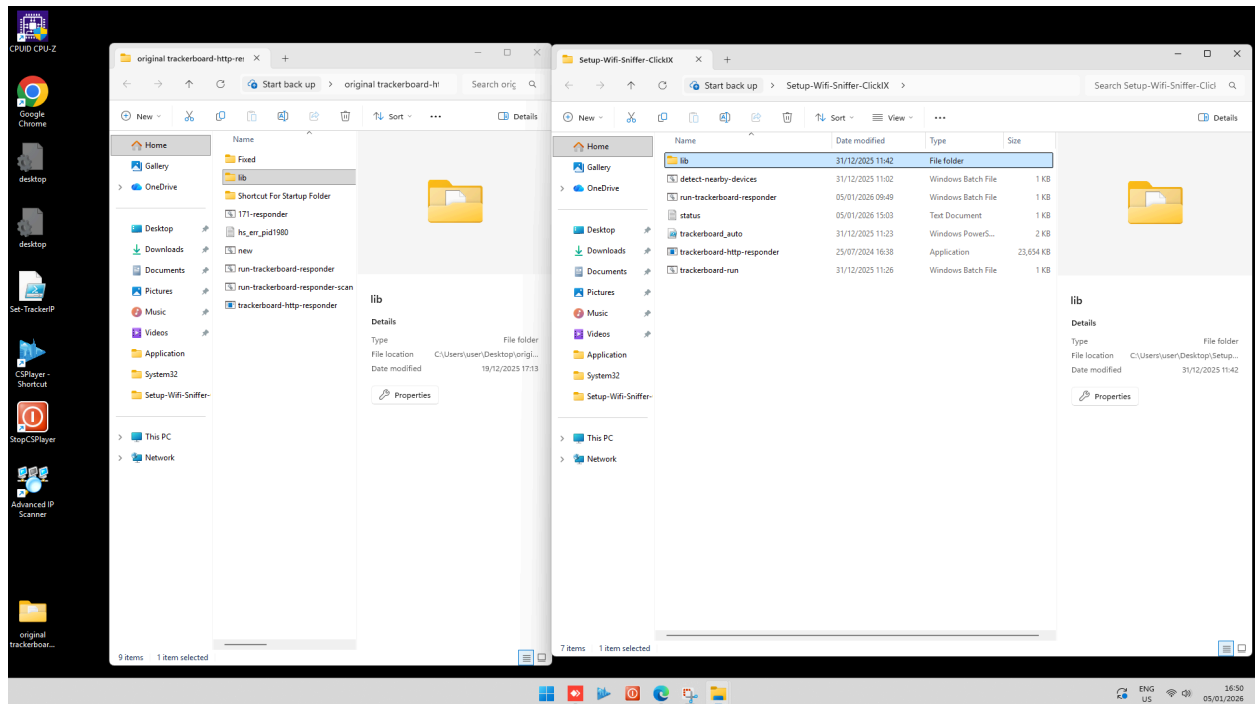 CPUID CPU-Z
Google
Chrome
desktop
desktop
Set-TrackerIP
CSPlayer -
Shortcut
StopCSPlayer
Advanced IP
Scanner
original
trackerboar...
original trackerboard-http-re
Start back up > original trackerboard-ht
Search orig
New
Sort
Details
Home
Gallery
OneDrive
Desktop
Downloads
Documents
Pictures
Music
Videos
Application
System32
Setup-Wifi-Sniffer-
This PC
Network
Name
Fixed
lib
Shortcut For Startup Folder
171-responder
hs_err_pid1980
new
run-trackerboard-responder
run-trackerboard-responder-scan
trackerboard-http-responder
lib
Details
Type File folder
File location C:\Users\user\Desktop\origi...
Date modified 19/12/2025 17:13
Properties
9 items 1 item selected
Setup-Wifi-Sniffer-ClickIX
Start back up > Setup-Wifi-Sniffer-ClickIX >
Search Setup-Wifi-Sniffer-Clicl
New
Sort
View
Details
Home
Gallery
OneDrive
Desktop
Downloads
Documents
Pictures
Music
Videos
Application
System32
Setup-Wifi-Sniffer-
This PC
Network
Name Date modified Type Size
lib 31/12/2025 11:42 File folder
detect-nearby-devices 31/12/2025 11:02 Windows Batch File 1 KB
run-trackerboard-responder 05/01/2026 09:49 Windows Batch File 1 KB
status 05/01/2026 15:03 Text Document 1 KB
trackerboard_auto 31/12/2025 11:23 Windows PowerS... 2 KB
trackerboard-http-responder 25/07/2024 16:38 Application 23,654 KB
trackerboard-run 31/12/2025 11:26 Windows Batch File 1 KB
lib
Details
Type File folder
File location C:\Users\user\Desktop\Setup...
Date modified 31/12/2025 11:42
Properties
7 items 1 item selected
ENG
US
16:50
05/01/2026